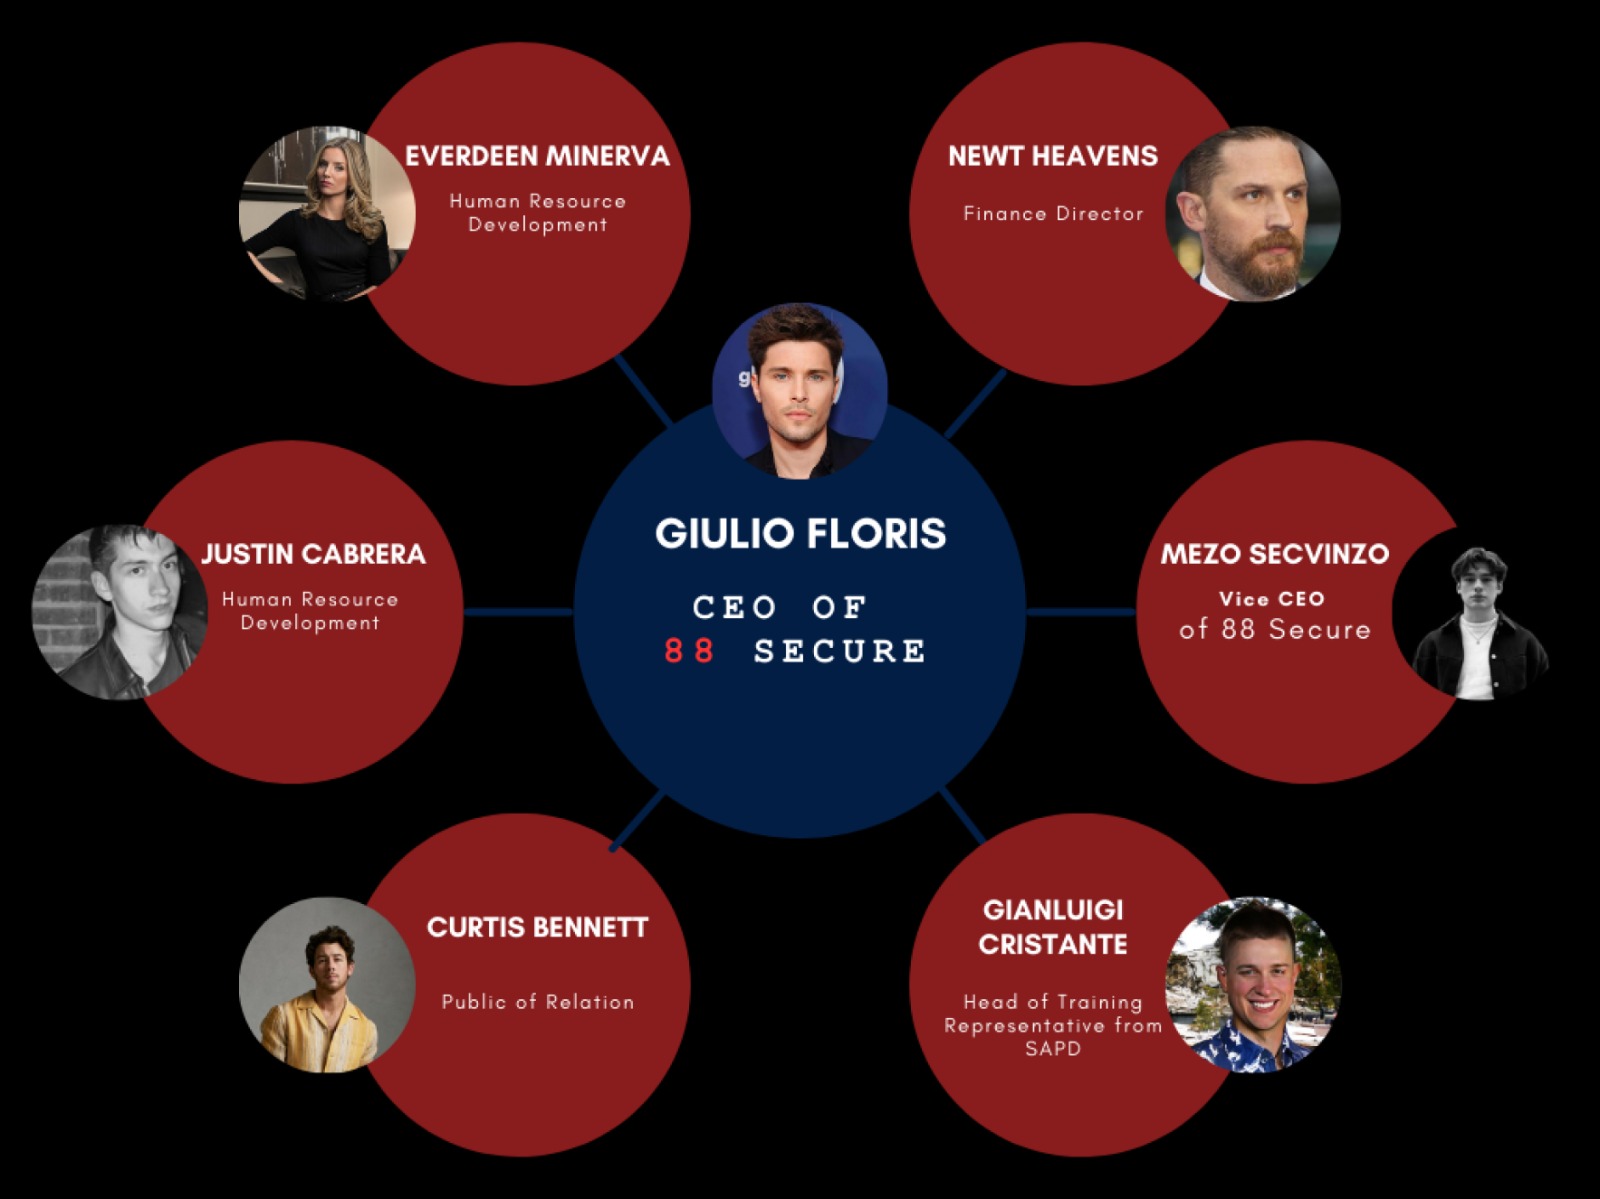 EVERDEEN MINERVA
Human Resource
Development
NEWT HEAVENS
Finance Director
g
GIULIO FLORIS
CEO OF
88 SECURE
JUSTIN CABRERA
Human Resource
Development
MEZO SECVINZO
Vice CEO
of 88 Secure
CURTIS BENNETT
Public of Relation
GIANLUIGI
CRISTANTE
Head of Training
Representative from
SAPD